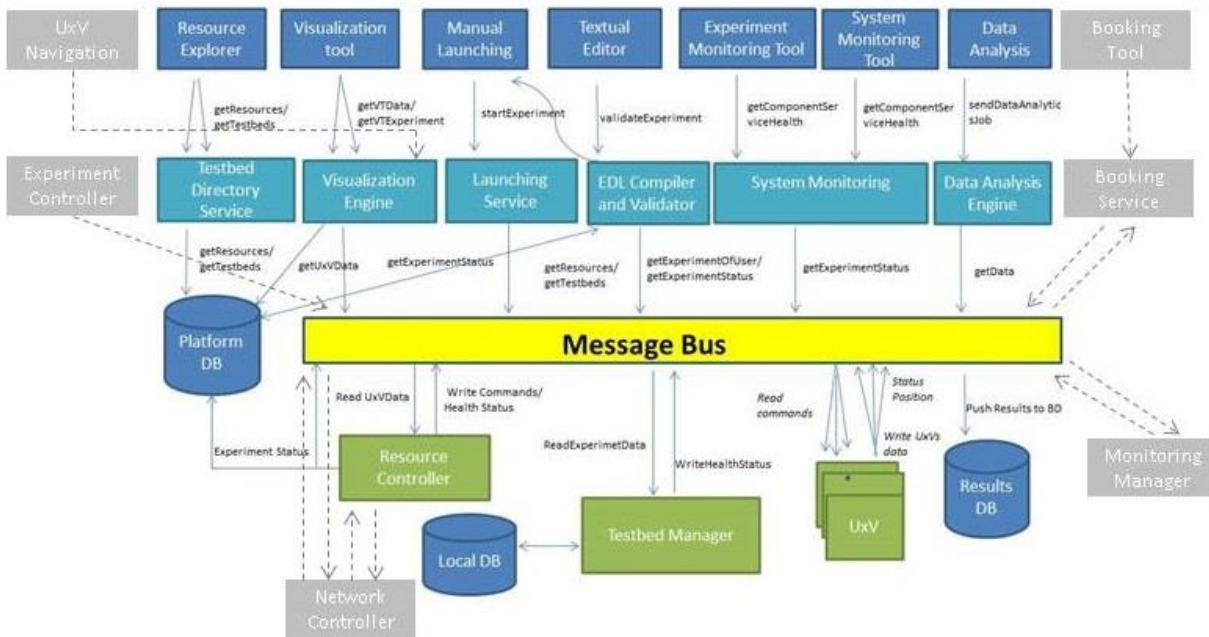 UxV
Navigation
Resource
Explorer
Visualization
tool
Manual
Launching
Textual
Editor
Experiment
Monitoring Tool
System
Monitoring
Tool
Data
Analysis
Booking
Tool
getResources/
getTestbeds
getVTData/
getVTExperiment
startExperiment
validateExperiment
getComponentSer
viceHealth
getComponentSer
viceHealth
sendDataAnalytic
sJob
Experiment
Controller
Testbed
Directory
Service
Visualization
Engine
Launching
Service
EDL Compiler
and Validator
System Monitoring
Data Analysis
Engine
Booking
Service
getResources/
getTestbeds
getUxVData
getExperimentStatus
getResources/
getTestbeds
getExperimentOfUser/
getExperimentStatus
getExperimentStatus
getData
Platform
DB
Message Bus
Read UxVData
Write Commands/
Health Status
Read
commands
Status
Position
Push Results to BD
Experiment Status
Resource
Controller
ReadExperimetData
WriteHealthStatus
Write UxVs
data
Monitoring
Manager
Results
DB
UxV
Local DB
Testbed Manager
Network
Controller